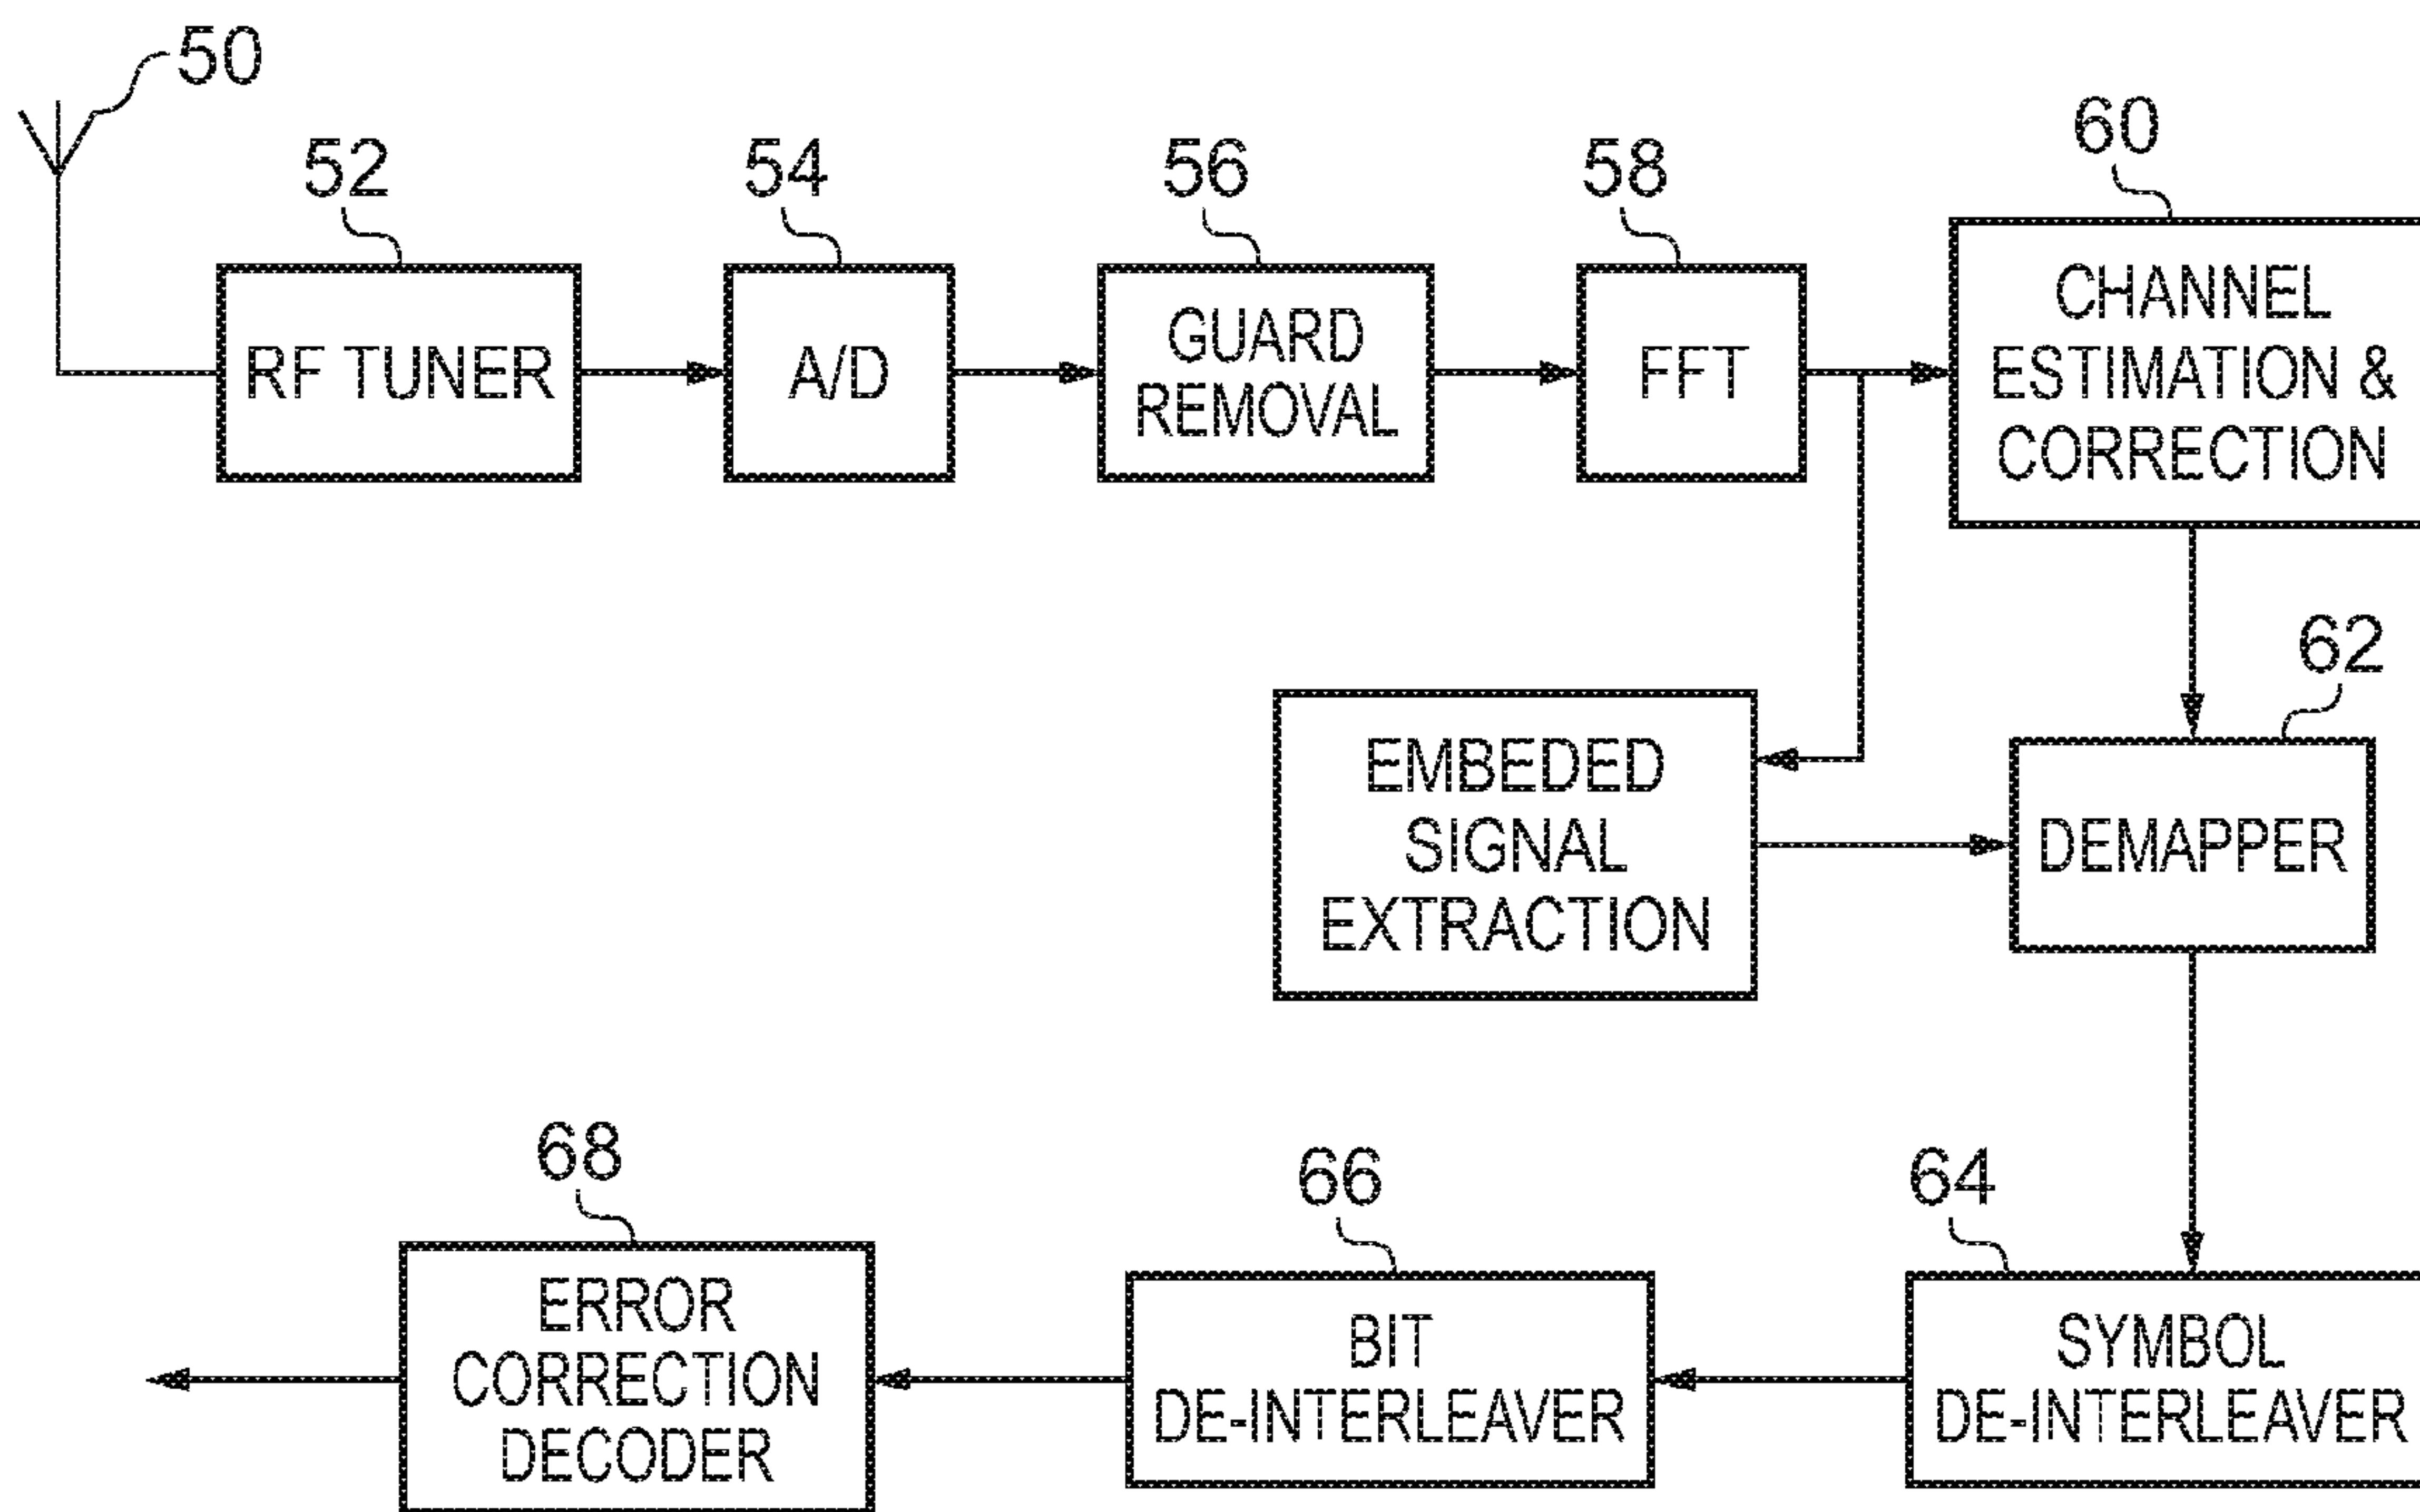 50
52
54
56
58
60
RF TUNER
A/D
GUARD
REMOVAL
FFT
CHANNEL
ESTIMATION &
CORRECTION
62
EMBEDED
SIGNAL
EXTRACTION
DEMAPPER
68
66
64
ERROR
CORRECTION
DECODER
BIT
DE-INTERLEAVER
SYMBOL
DE-INTERLEAVER